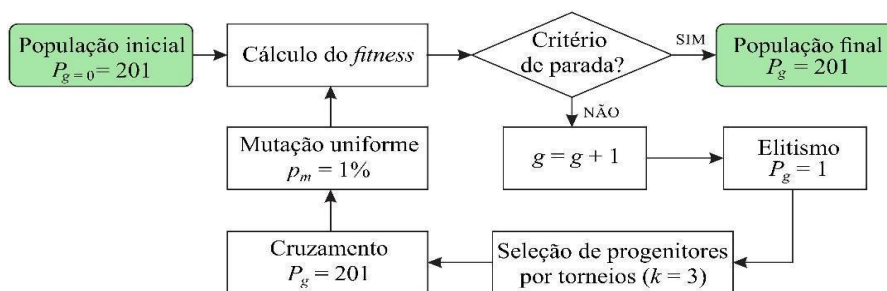 População inicial
P_{g=0} = 201
Cálculo do fitness
Critério
de parada?
SIM
População final
P_g = 201
NÃO
g = g + 1
Elitismo
P_g = 1
Seleção de progenitores
por torneios (k = 3)
Cruzamento
P_g = 201
Mutação uniforme
p_m = 1%